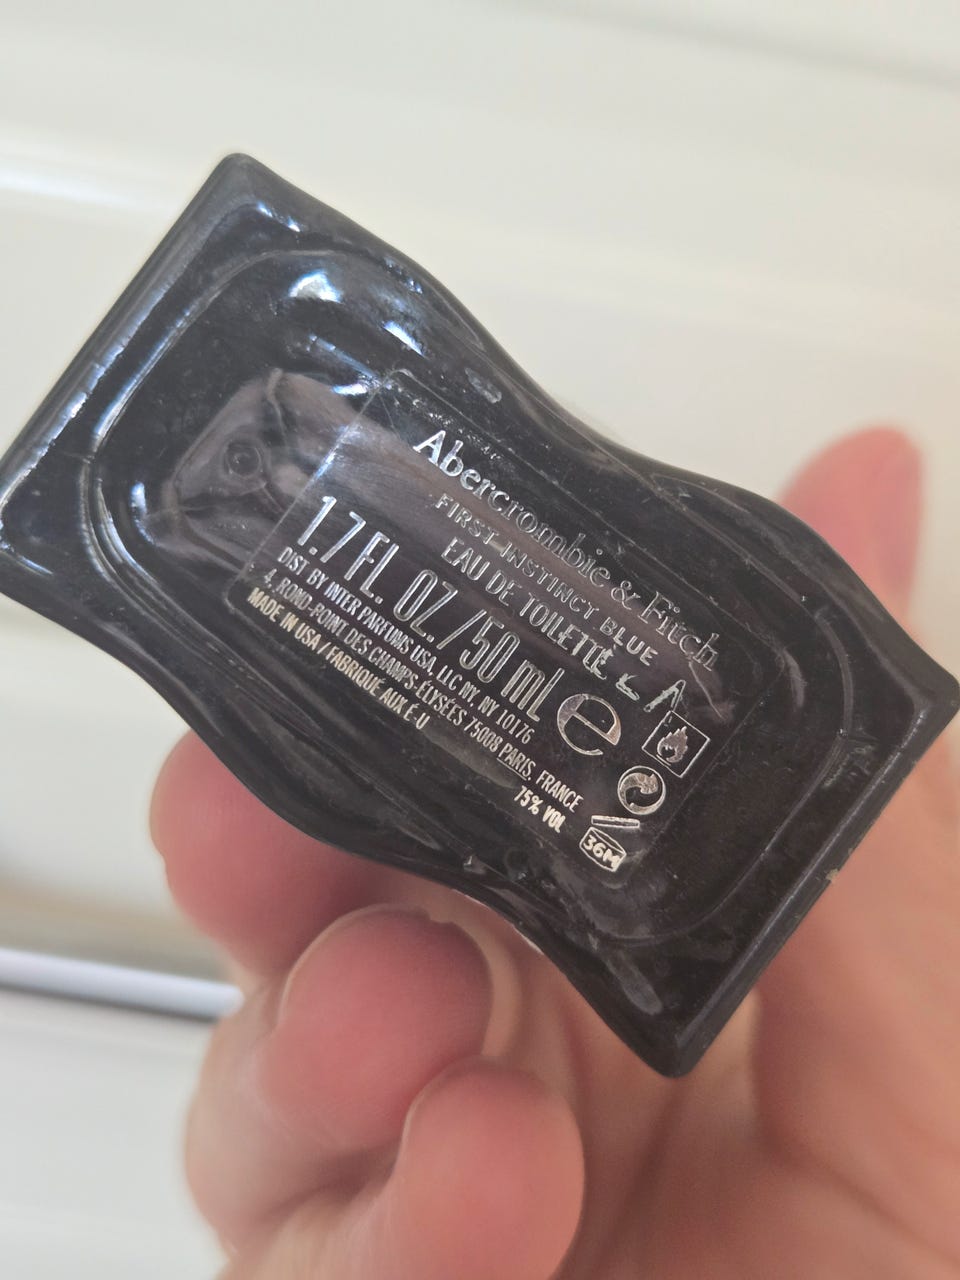 Abercrombie & Fitch
FIRST INSTINCT BLUE
EAU DE TOILETTE
1.7 FL. OZ./50 mL e
DIST. BY INTER PARFUMS USA, LLC NY, NY 10176
4, ROND-POINT DES CHAMPS-ÉLYSÉES 75008 PARIS, FRANCE
MADE IN USA / FABRIQUÉ AUX É-U
75% VOL
36M